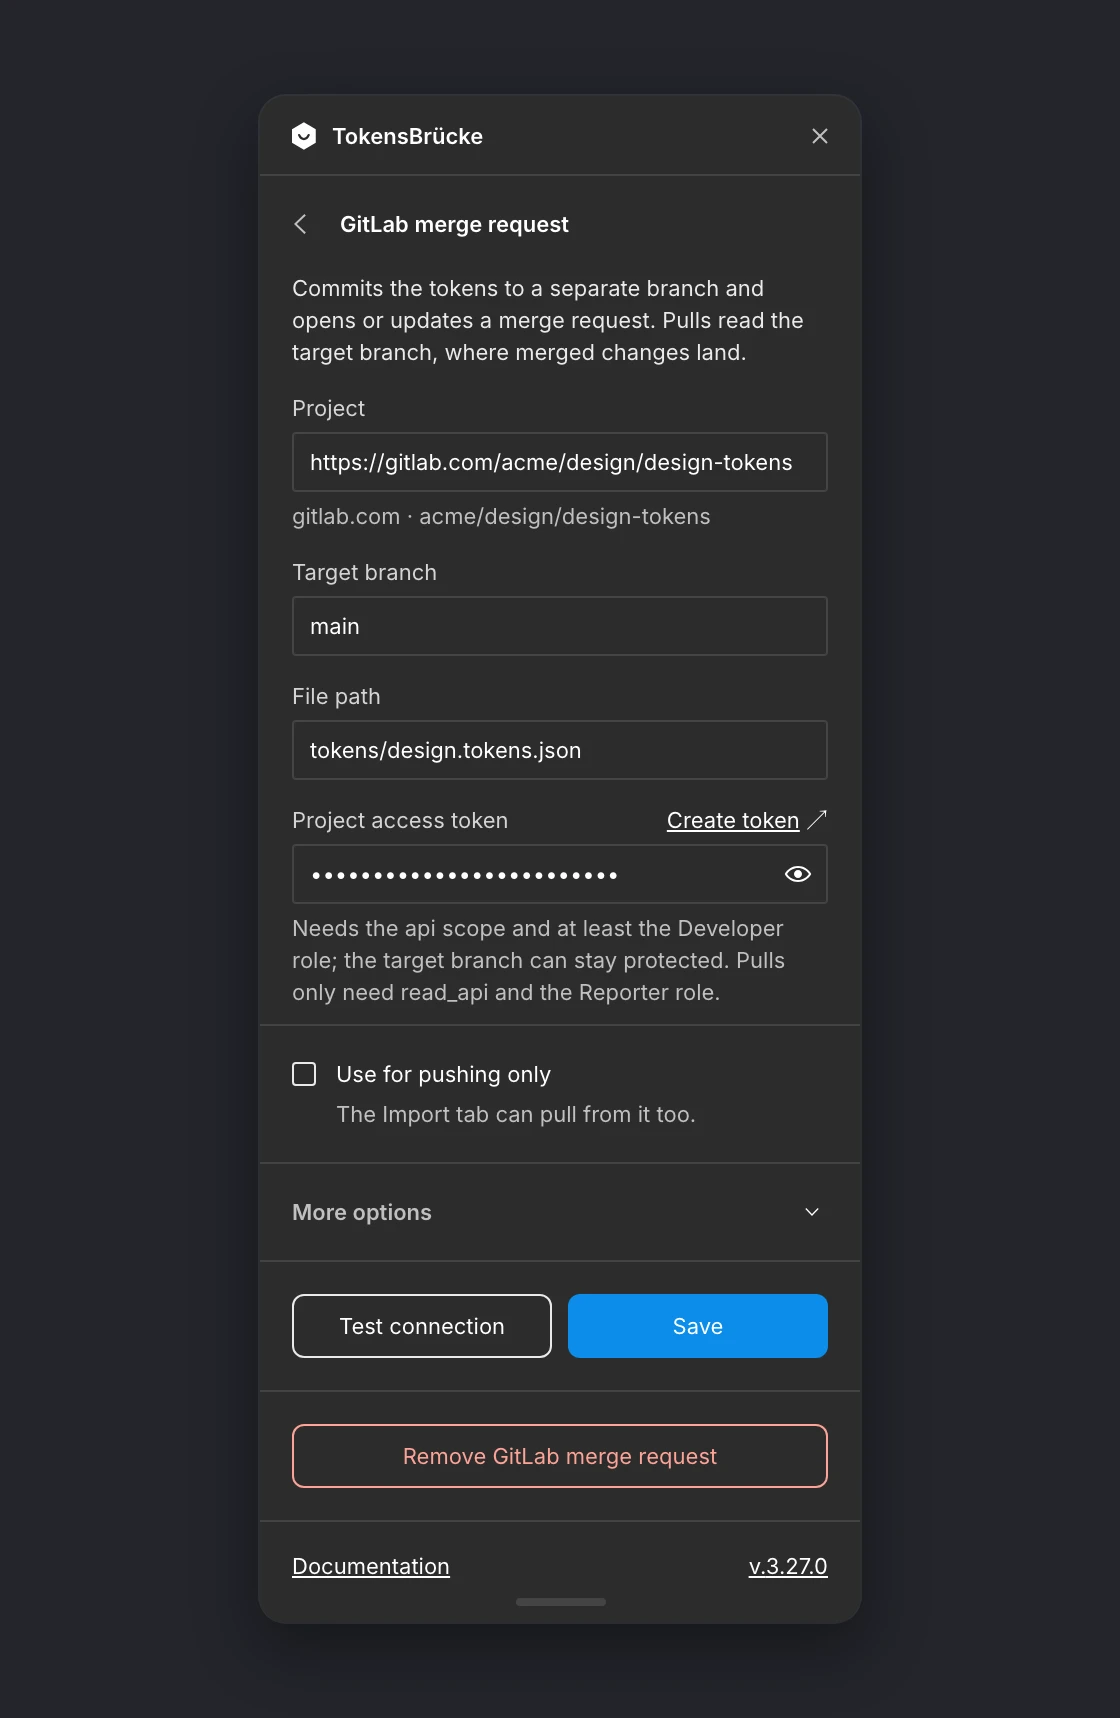 TokensBrücke
GitLab merge request
Commits the tokens to a separate branch and
opens or updates a merge request. Pulls read the
target branch, where merged changes land.
Project
https://gitlab.com/acme/design/design-tokens
gitlab.com · acme/design/design-tokens
Target branch
main
File path
tokens/design.tokens.json
Project access token
Create token
Needs the api scope and at least the Developer
role; the target branch can stay protected. Pulls
only need read_api and the Reporter role.
Use for pushing only
The Import tab can pull from it too.
More options
Test connection
Save
Remove GitLab merge request
Documentation
v.3.27.0